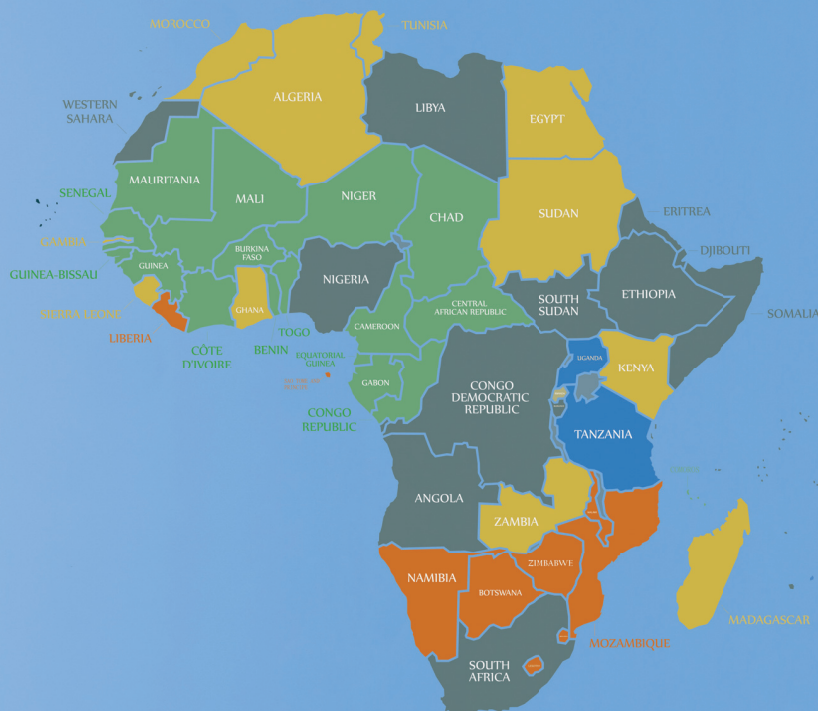 MOROCCO
TUNISIA
ALGERIA
LIBYA
EGYPT
WESTERN
SAHARA
MAURITANIA
MALI
NIGER
CHAD
SUDAN
ERITREA
SENEGAL
GAMBIA
BURKINA
FASO
DJIBOUTI
GUINEA-BISSAU
GUINEA
NIGERIA
SOUTH
SUDAN
ETHIOPIA
SIERRA LEONE
GHANA
CENTRAL
AFRICAN REPUBLIC
SOMALIA
LIBERIA
TOGO
CAMEROON
CÔTE
D'IVOIRE
BENIN
EQUATORIAL
GUINEA
UGANDA
KENYA
GABON
CONGO
DEMOCRATIC
REPUBLIC
CONGO
REPUBLIC
TANZANIA
ANGOLA
ZAMBIA
ZIMBABWE
NAMIBIA
BOTSWANA
MADAGASCAR
MOZAMBIQUE
SOUTH
AFRICA